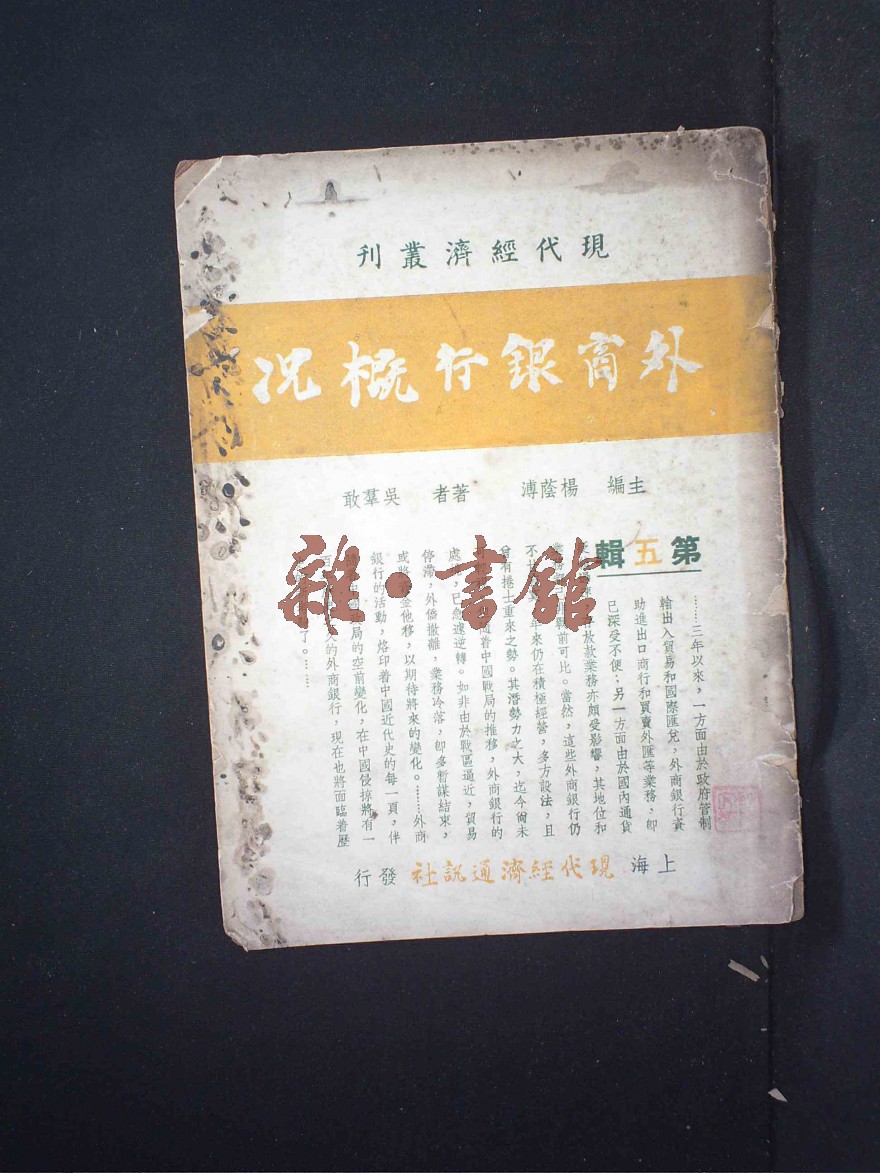 現代經濟叢刊
外商銀行概況
主編 楊蔭溥 著者 吳羣敢
第五輯
……三年以來，一方面由於政府管制
輸出入貿易和國際匯兌，外商銀行資
助進出口商行和買賣外匯等業務，卽
已深受不便；另一方面由於國內通貨
放款業務亦頗受影響，其地位和
前可比。當然，這些外商銀行仍
年來仍在積極經營，多方設法，且
曾有捲土重來之勢。其潛勢力之大，迄今尙未
着中國戰局的推移，外商銀行的
處 已急遽逆轉。如非由於戰區逼近，貿易
停滯，外僑撤離，業務冷落，卽多暫謀結束，
或將 金他移，以期待將來的變化。……外商
銀行的活動，烙印着中國近代史的每一頁，伴
局的空前變化，在中國侵掠將有一
百 久的外商銀行，現在也將面臨着歷
了。……
上海 現代經濟通訊社 發行
雜·書館